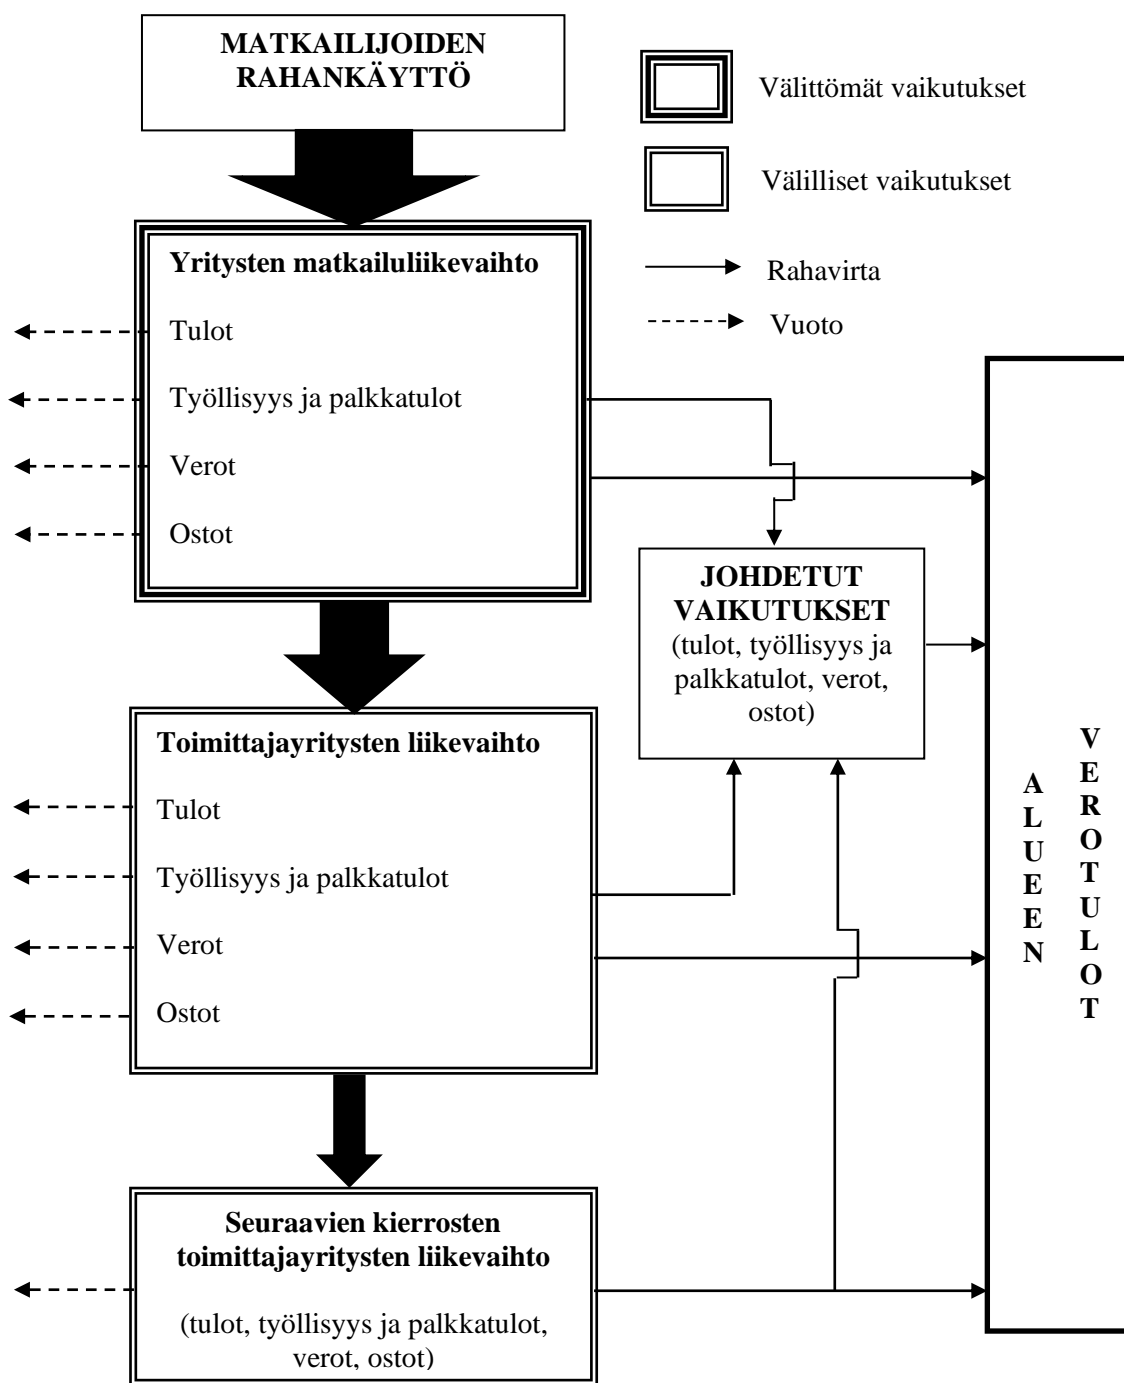 MATKAILIJOIDEN
RAHANKÄYTTÖ
Välittömät vaikutukset
Välilliset vaikutukset
Rahavirta
Vuoto
Yritysten matkailuliikevaihto
Tulot
Työllisyys ja palkkatulot
Verot
Ostot
JOHDETUT
VAIKUTUKSET
(tulot, työllisyys ja
palkkatulot, verot,
ostot)
Toimittajayritysten liikevaihto
Tulot
Työllisyys ja palkkatulot
Verot
Ostot
ALUEEN
VEROTULOT
Seuraavien kierrosten
toimittajayritysten liikevaihto
(tulot, työllisyys ja palkkatulot,
verot, ostot)